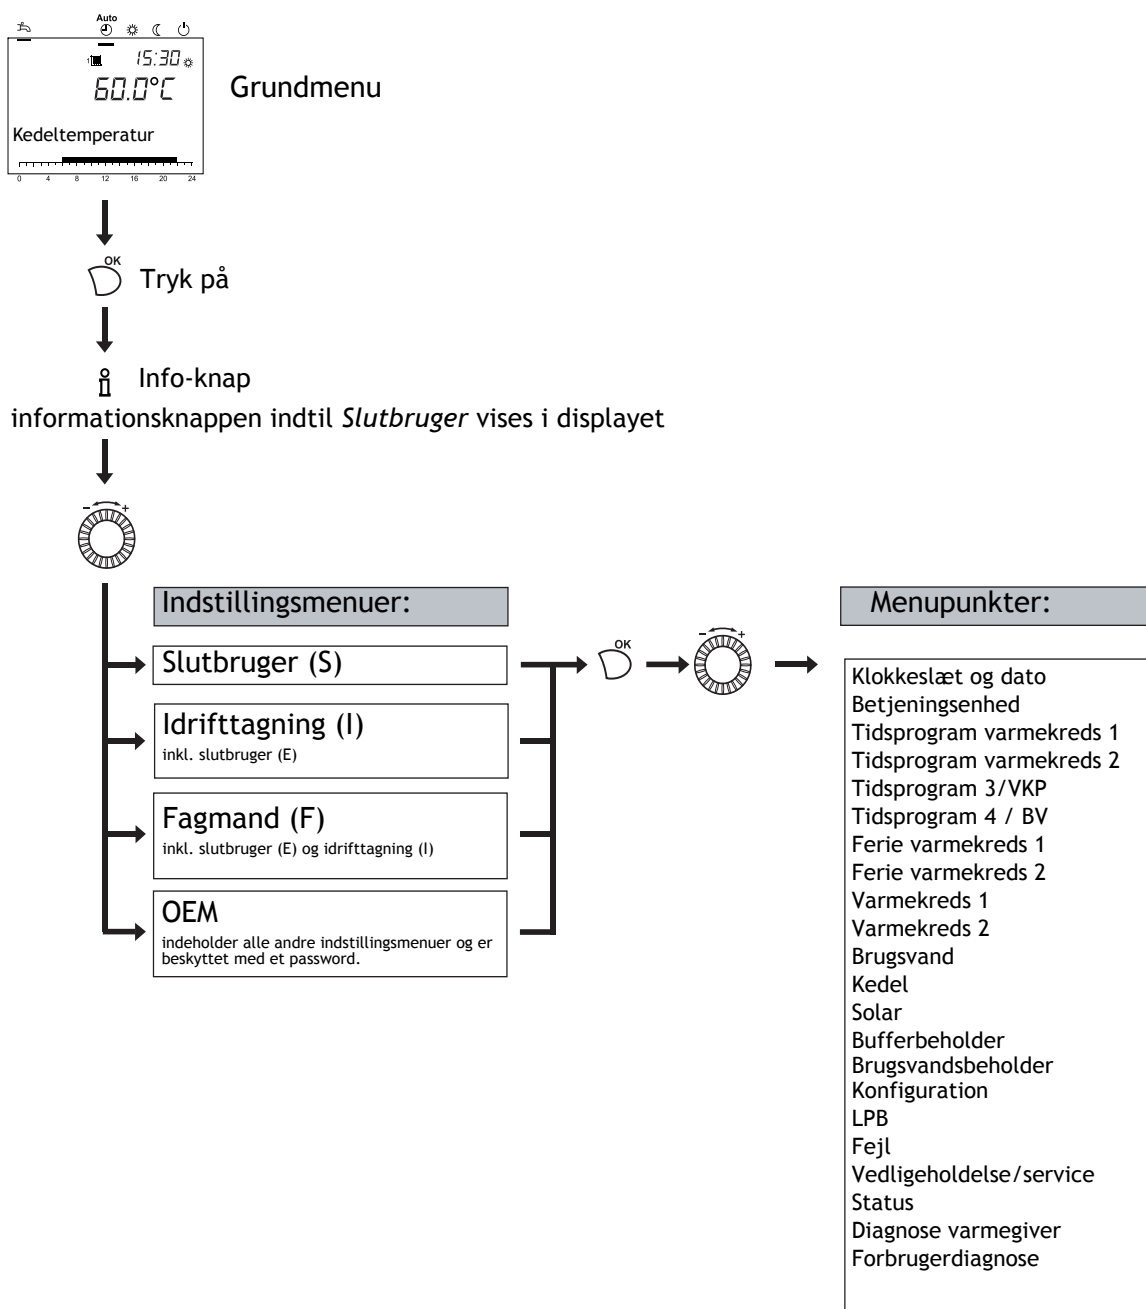 Auto
1 15:30
60.0°C
Grundmenu
Kedeltemperatur
0 4 8 12 16 20 24
OK
Tryk på
Info-knap
informationsknappen indtil Slutbruger vises i displayet
- +
Indstillingsmenuer:
Slutbruger (S)
Idrifttagning (I)
inkl. slutbruger (E)
Fagmand (F)
inkl. slutbruger (E) og idrifttagning (I)
OEM
indeholder alle andre indstillingsmenuer og er
beskyttet med et password.
OK
- +
Menupunkter:
Klokkeslæt og dato
Betjeningsenhed
Tidsprogram varmekreds 1
Tidsprogram varmekreds 2
Tidsprogram 3/VKP
Tidsprogram 4 / BV
Ferie varmekreds 1
Ferie varmekreds 2
Varmekreds 1
Varmekreds 2
Brugsvand
Kedel
Solar
Bufferbeholder
Brugsvandsbeholder
Konfiguration
LPB
Fejl
Vedligeholdelse/service
Status
Diagnose varmegiver
Forbrugerdiagnose